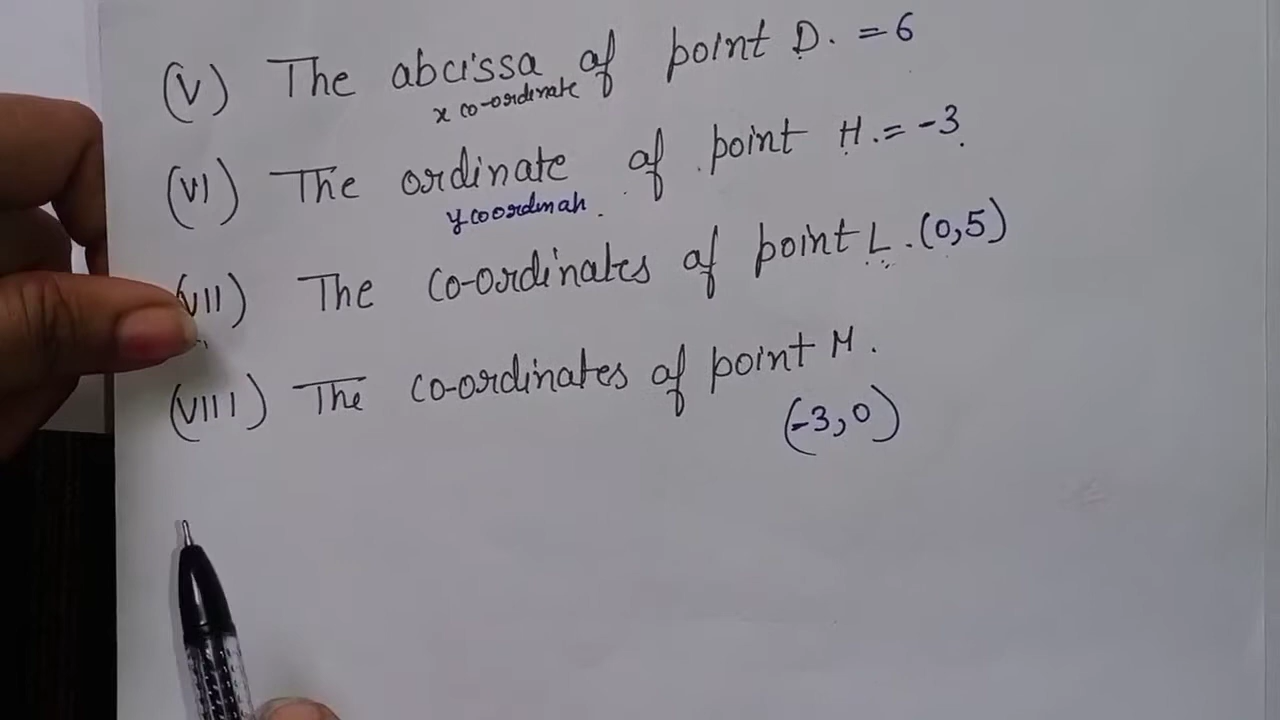 (V) The abcissa of point D. = 6
x co-ordinate
(VI) The ordinate of point H. = -3
y coordinah
(VII) The co-ordinates of point L. (0,5)
(VIII) The co-ordinates of point M.
(-3,0)